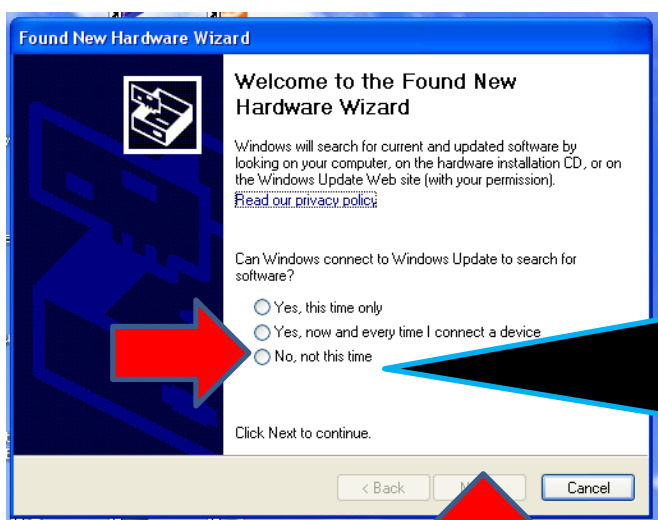 Found New Hardware Wizard
Welcome to the Found New
Hardware Wizard
Windows will search for current and updated software by
looking on your computer, on the hardware installation CD, or on
the Windows Update Web site (with your permission).
Read our privacy policy
Can Windows connect to Windows Update to search for
software?
Yes, this time only
Yes, now and every time I connect a device
No, not this time
Click Next to continue.
< Back
Cancel